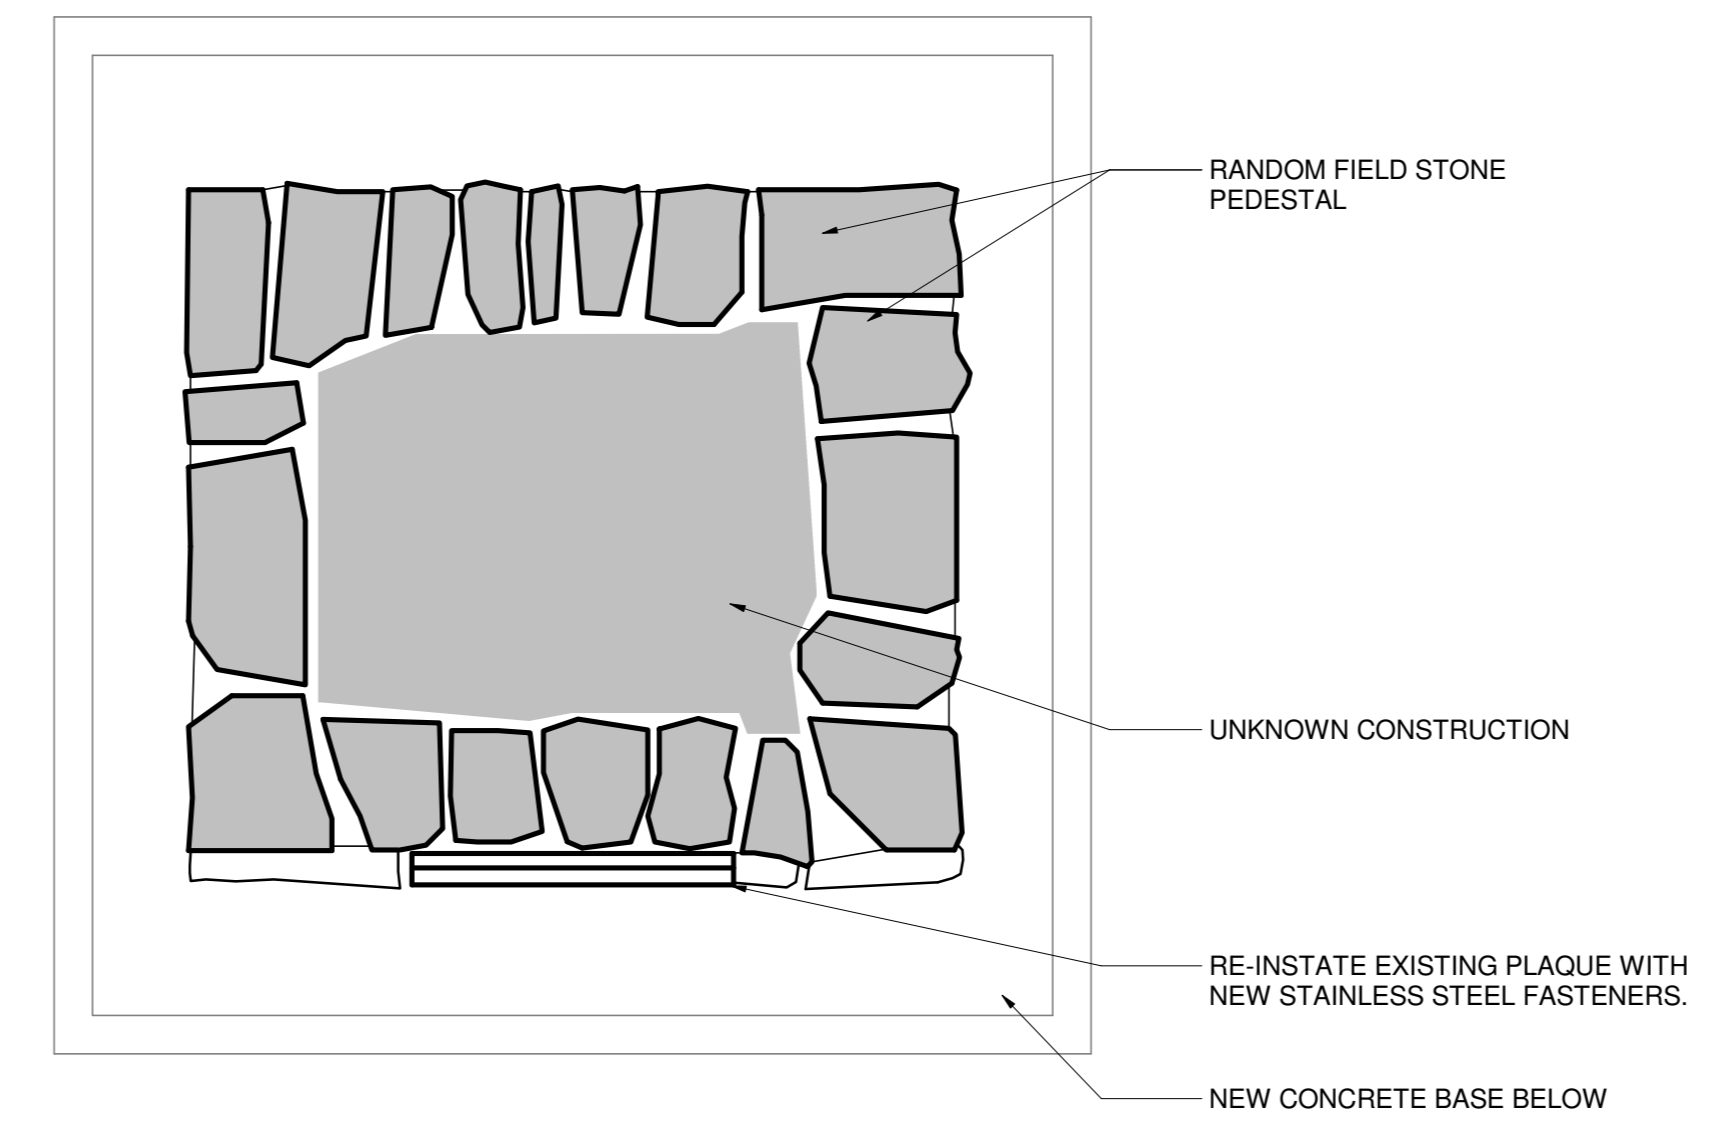 RANDOM FIELD STONE
PEDESTAL
UNKNOWN CONSTRUCTION
RE-INSTATE EXISTING PLAQUE WITH
NEW STAINLESS STEEL FASTENERS.
NEW CONCRETE BASE BELOW